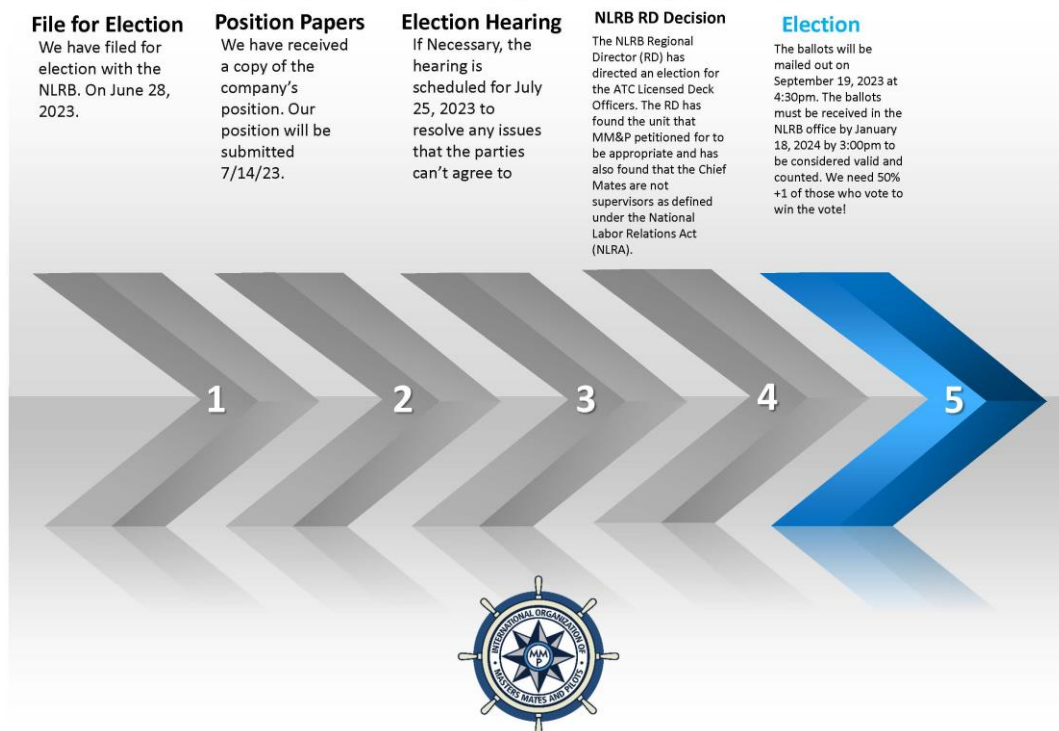 File for Election
We have filed for
election with the
NLRB. On June 28,
2023.
Position Papers
We have received
a copy of the
company's
position. Our
position will be
submitted
7/14/23.
Election Hearing
If Necessary, the
hearing is
scheduled for July
25, 2023 to
resolve any issues
that the parties
can't agree to
NLRB RD Decision
The NLRB Regional
Director (RD) has
directed an election for
the ATC Licensed Deck
Officers. The RD has
found the unit that
MM&P petitioned for to
be appropriate and has
also found that the Chief
Mates are not
supervisors as defined
under the National
Labor Relations Act
(NLRA).
Election
The ballots will be
mailed out on
September 19, 2023 at
4:30pm. The ballots
must be received in the
NLRB office by January
18, 2024 by 3:00pm to
be considered valid and
counted. We need 50%
+1 of those who vote to
win the vote!
1
2
3
4
5
INTERNATIONAL ORGANIZATION OF
MM
P
MASTERS MATES AND PILOTS